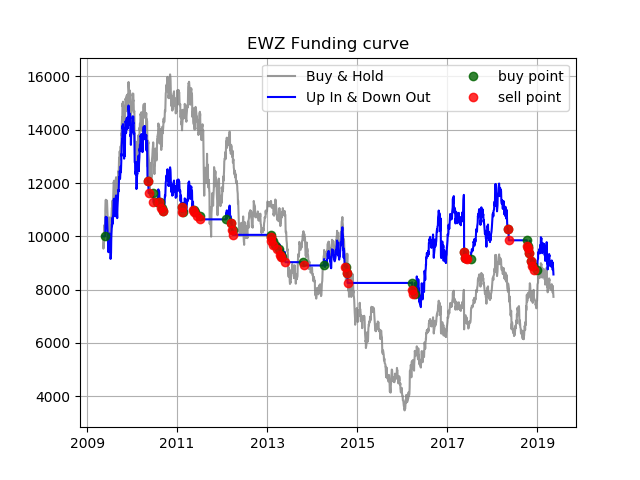 EWZ Funding curve
Buy & Hold
Up In & Down Out
buy point
sell point
16000
14000
12000
10000
8000
6000
4000
2009 2011 2013 2015 2017 2019